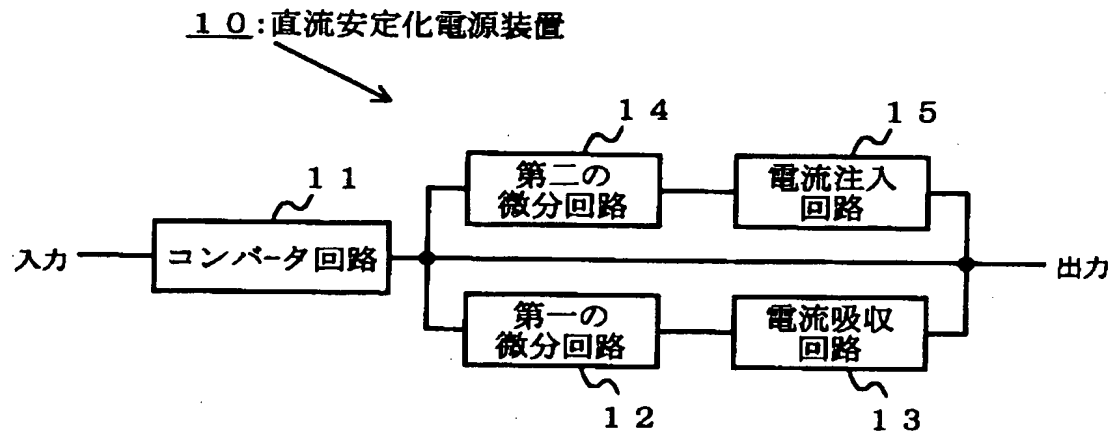 10:直流安定化電源装置
14
15
第二の
微分回路
電流注入
回路
11
入力
コンバータ回路
出力
第一の
微分回路
電流吸収
回路
12
13